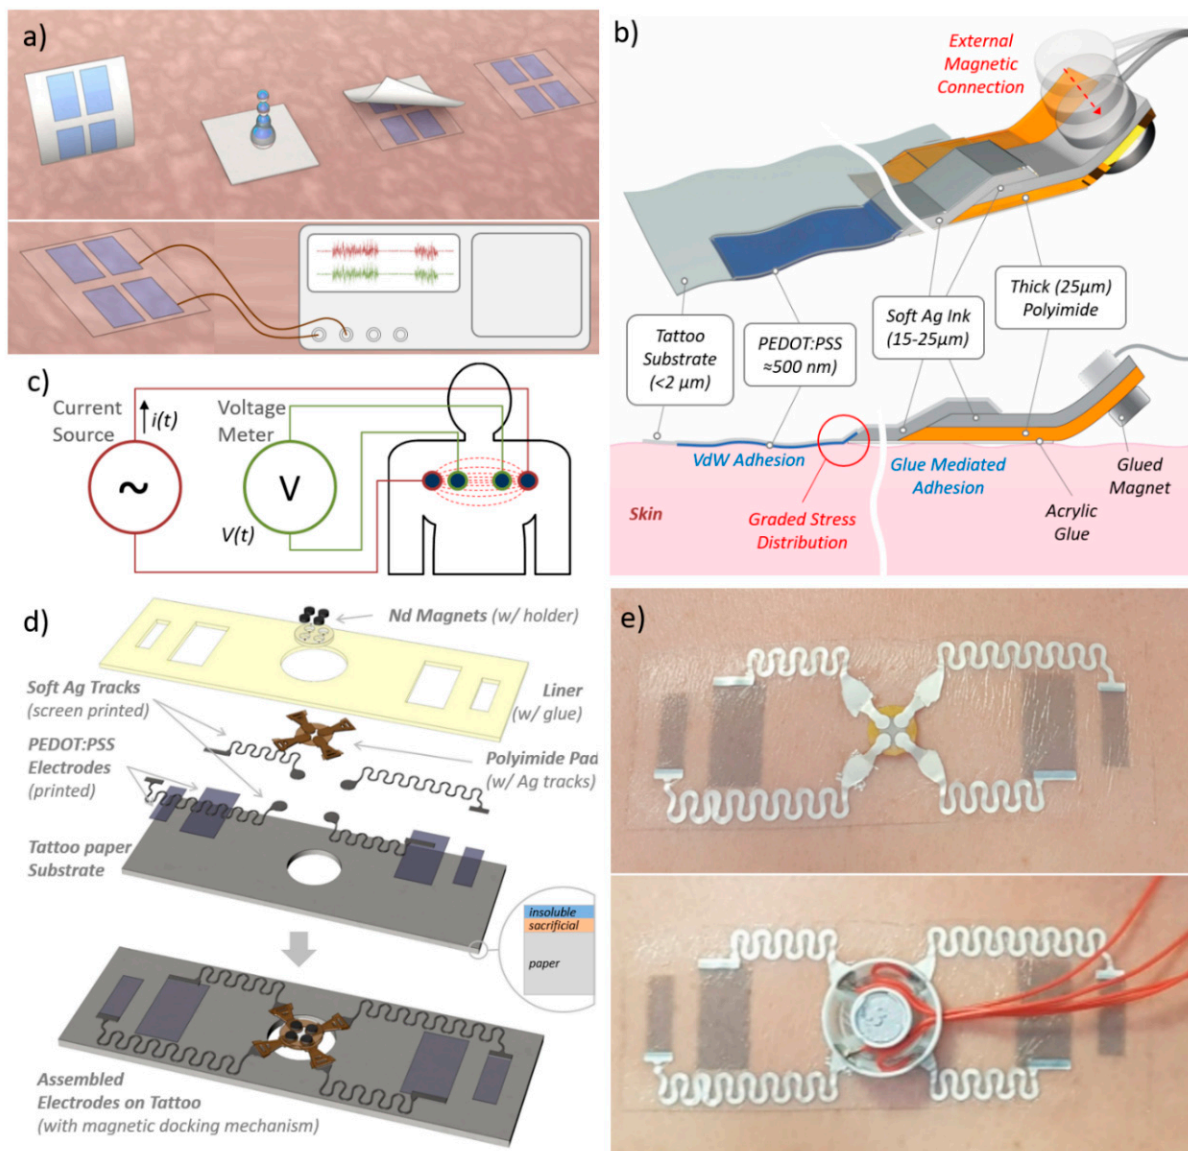 a)
b)
External
Magnetic
Connection
Thick (25µm)
Polyimide
Soft Ag Ink
(15-25µm)
Tattoo
Substrate
(<2 µm)
PEDOT:PSS
≈500 nm)
VdW Adhesion
Glue Mediated
Adhesion
Glued
Magnet
Skin
Graded Stress
Distribution
Acrylic
Glue
c)
Current
Source
i(t)
Voltage
Meter
~
V
V(t)
d)
Nd Magnets (w/ holder)
Soft Ag Tracks
(screen printed)
Liner
(w/ glue)
PEDOT:PSS
Electrodes
(printed)
Polyimide Pad
(w/ Ag tracks)
Tattoo paper
Substrate
insoluble
sacrificial
paper
Assembled
Electrodes on Tattoo
(with magnetic docking mechanism)
e)